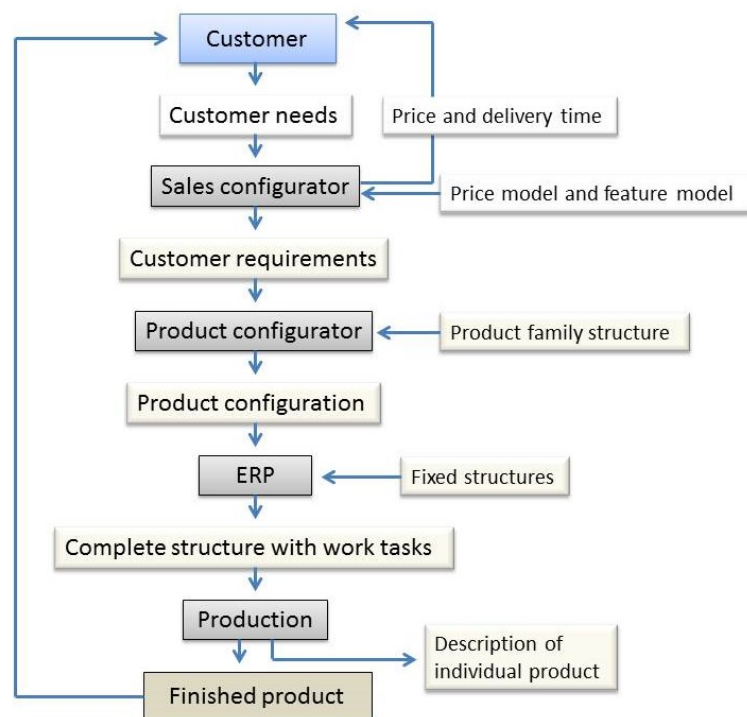 Customer
Customer needs
Price and delivery time
Sales configurator
Price model and feature model
Customer requirements
Product configurator
Product family structure
Product configuration
ERP
Fixed structures
Complete structure with work tasks
Production
Description of
individual product
Finished product